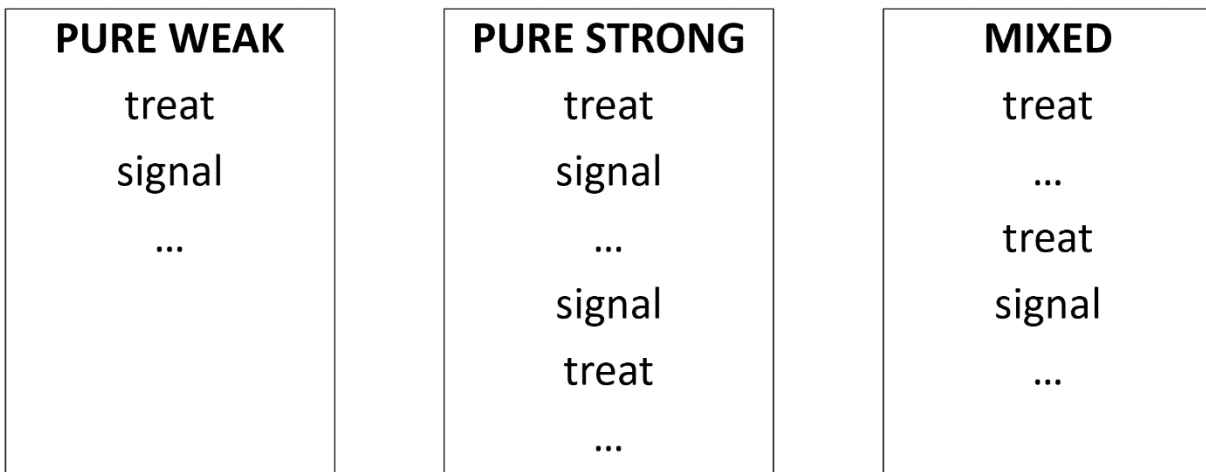 PURE WEAK
treat
signal
...
PURE STRONG
treat
signal
...
signal
treat
...
MIXED
treat
...
treat
signal
...